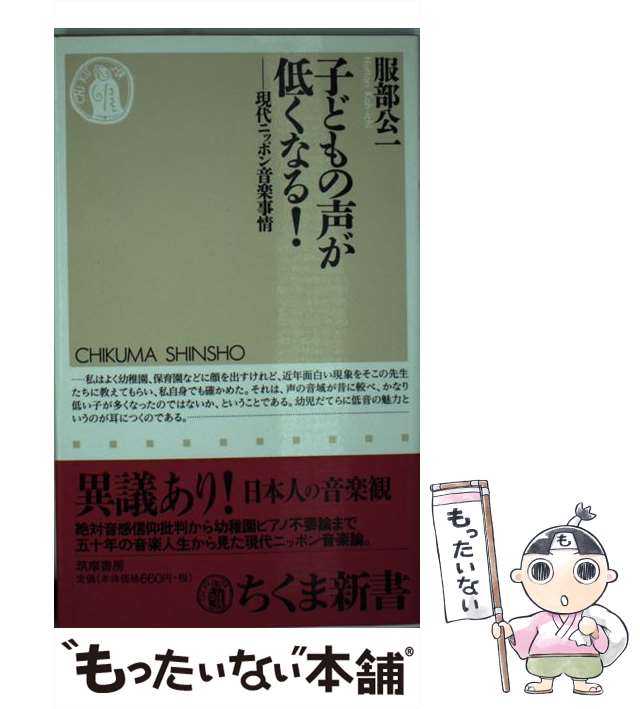 服部公一
子どもの声が
低くなる!
──現代ニッポン音楽事情
CHIKUMA SHINSHO
……私はよく幼稚園、保育園などに顔を出すけれど、近年面白い現象をそこの先生
たちに教えてもらい、私自身でも確かめた。それは、声の音域が昔に較べ、かなり
低い子が多くなったのではないか、ということである。幼児だてらに低音の魅力と
いうのが耳につくのである。……………
異議あり! 日本人の音楽観
絶対音感信仰批判から幼稚園ピアノ不要論まで
五十年の音楽人生から見た現代ニッポン音楽論。
筑摩書房
定価(本体価格660円+税)
ちくま新書
“もったいない”本舗®
もったいない
も